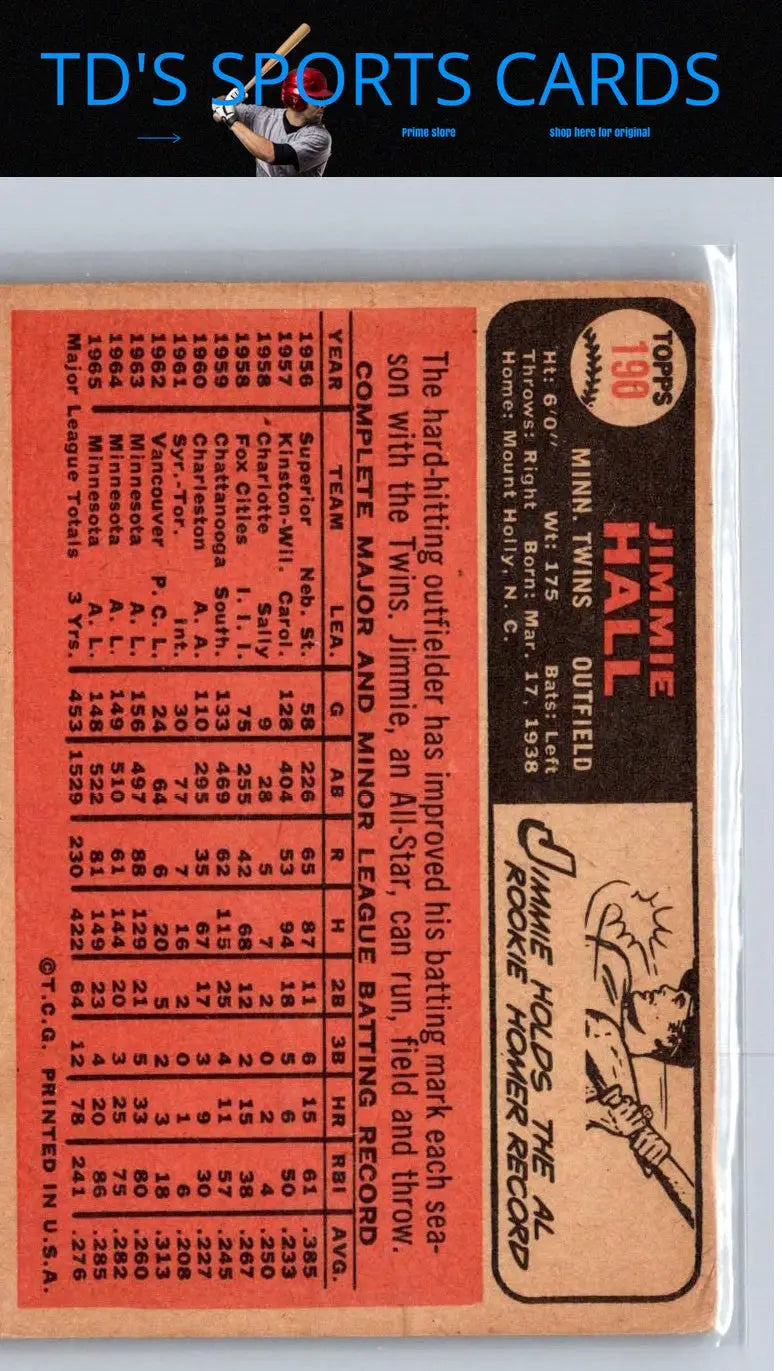 TD'S SPORTS CARDS
Prime store
shop here for original
TOPPS
190
JIMMIE
HALL
MINN. TWINS OUTFIELD
Ht: 6'0" Wt: 175 Bats: Left
Throws: Right Born: Mar. 17, 1938
Home: Mount Holly, N. C.
JIMMIE HOLDS THE AL
ROOKIE HOMER RECORD
The hard-hitting outfielder has improved his batting mark each sea-
son with the Twins. Jimmie, an All-Star, can run, field and throw.
COMPLETE MAJOR AND MINOR LEAGUE BATTING RECORD
YEAR TEAM LEA. G AB R H 2B 3B HR RBI AVG.
1956 Superior Neb. St. 58 226 65 87 11 6 15 61 .385
1957 Kinston-Wil. Carol. 128 404 53 94 18 5 6 50 .233
1958 Charlotte Sally 9 28 5 7 2 0 2 4 .250
1958 Fox Cities I. I. I. 75 255 42 68 12 2 15 38 .267
1959 Chattanooga South. 133 469 62 115 25 4 11 57 .245
1960 Charleston A. A. 110 295 35 67 17 3 9 30 .227
1961 Syr.-Tor. Int. 30 77 7 16 2 0 1 6 .208
1962 Vancouver P. C. L. 24 64 6 20 5 2 3 18 .313
1963 Minnesota A. L. 156 497 88 129 21 5 33 80 .260
1964 Minnesota A. L. 149 510 61 144 20 3 25 75 .282
1965 Minnesota A. L. 148 522 81 149 23 4 20 86 .285
Major League Totals 3 Yrs. 453 1529 230 422 64 12 78 241 .276
©T.C.G. PRINTED IN U.S.A.